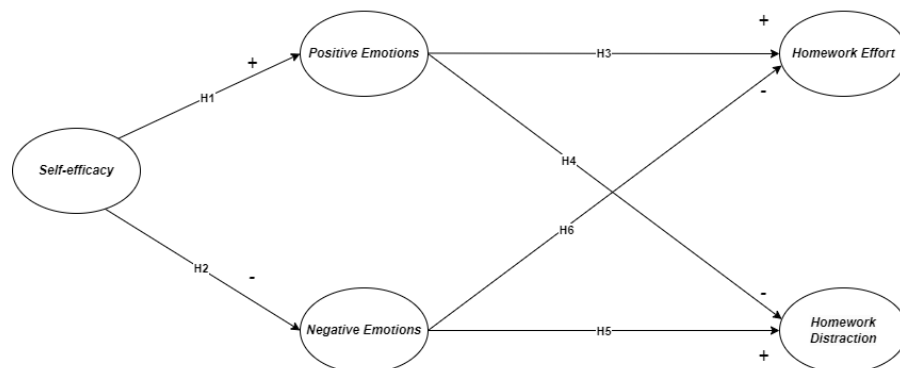 +
+
Positive Emotions
H3
Homework Effort
-
H1
H4
Self-efficacy
H6
H2
-
-
Negative Emotions
H5
Homework
Distraction
+